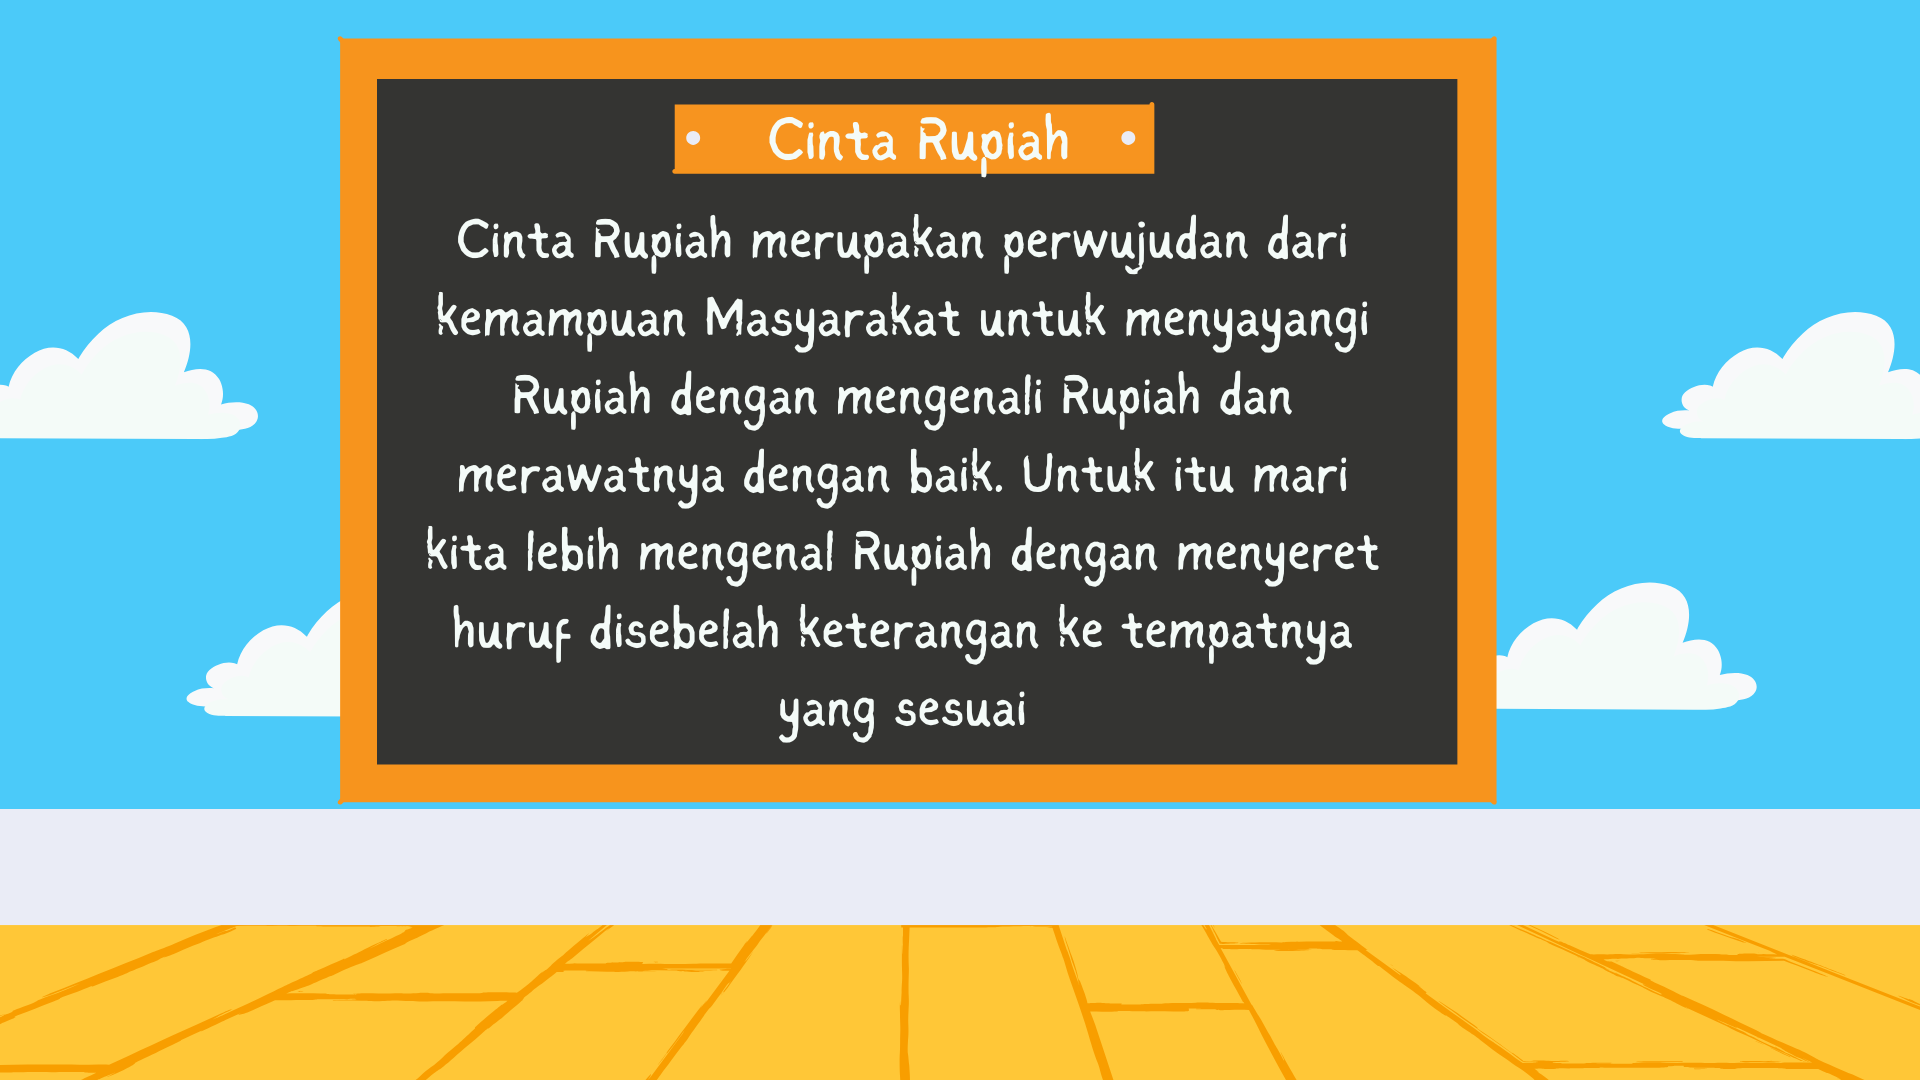 Cinta Rupiah
Cinta Rupiah merupakan perwujudan dari
kemampuan Masyarakat untuk menyayangi
Rupiah dengan mengenali Rupiah dan
merawatnya dengan baik. Untuk itu mari
kita lebih mengenal Rupiah dengan menyeret
huruf disebelah keterangan ke tempatnya
yang sesuai